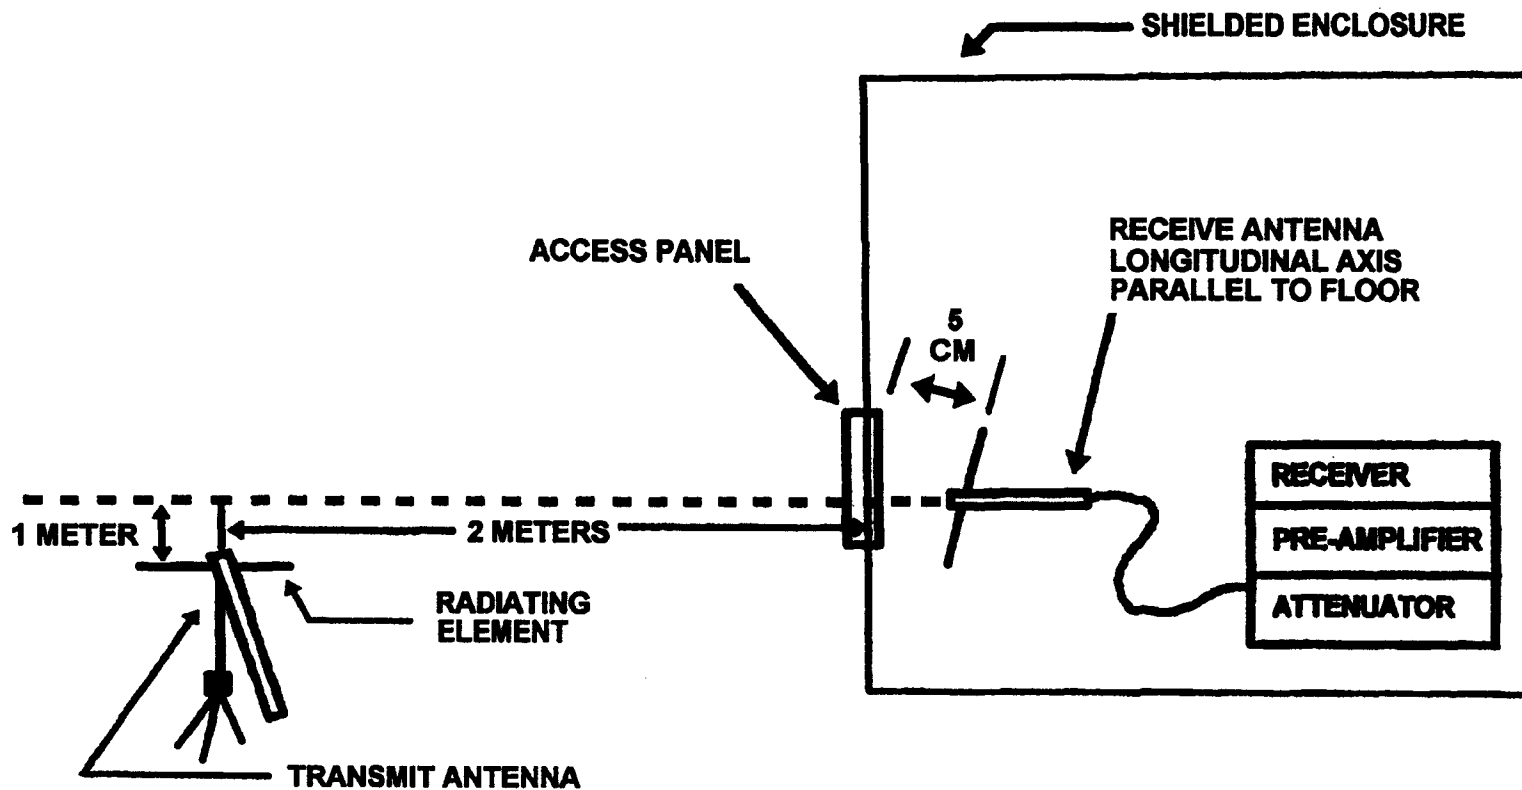 SHIELDED ENCLOSURE
ACCESS PANEL
RECEIVE ANTENNA
LONGITUDINAL AXIS
PARALLEL TO FLOOR
5
CM
1 METER
2 METERS
RADIATING
ELEMENT
TRANSMIT ANTENNA
RECEIVER
PRE-AMPLIFIER
ATTENUATOR